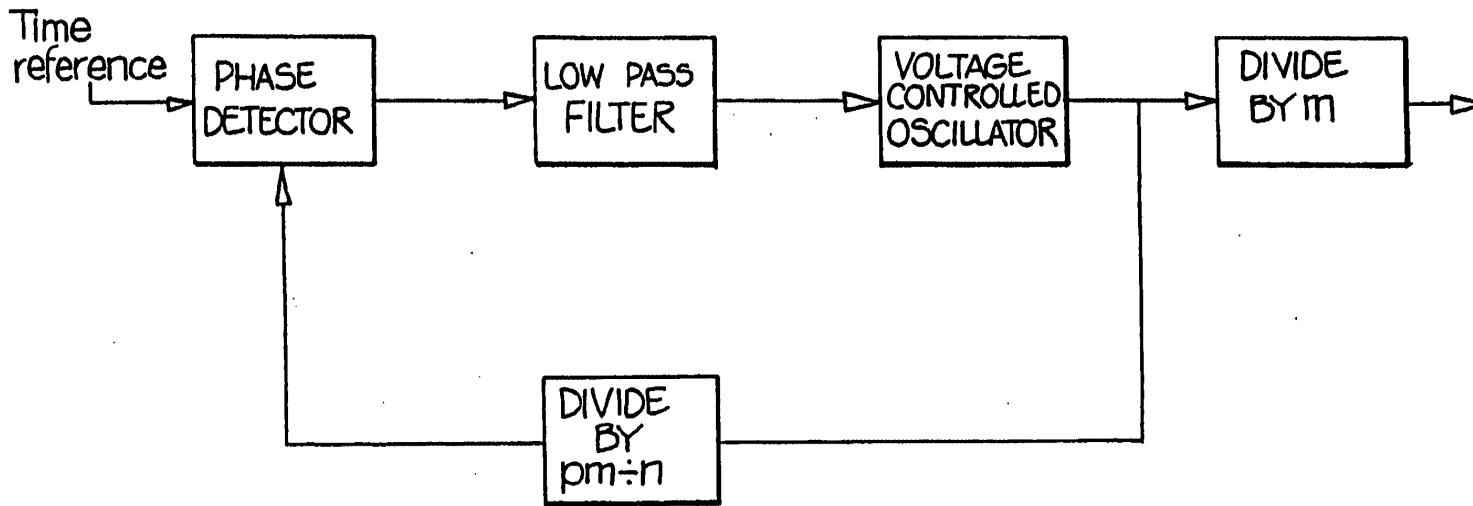 Time
reference
PHASE
DETECTOR
LOW PASS
FILTER
VOLTAGE
CONTROLLED
OSCILLATOR
DIVIDE
BY m
DIVIDE
BY
pm÷n